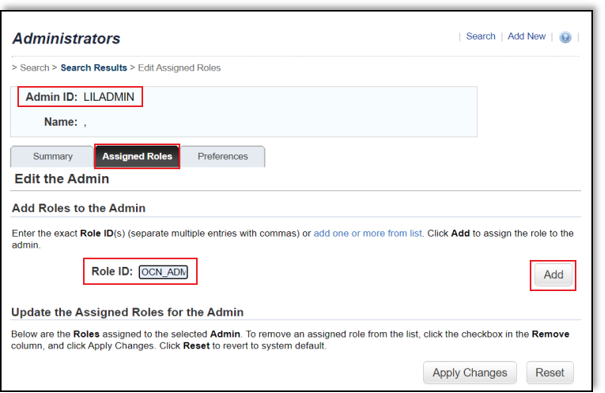 Administrators
| Search | Add New | ? |
> Search > Search Results > Edit Assigned Roles
Admin ID: LILADMIN
Name: ,
Summary Assigned Roles Preferences
Edit the Admin
Add Roles to the Admin
Enter the exact Role ID(s) (separate multiple entries with commas) or add one or more from list. Click Add to assign the role to the
admin.
Role ID: OCN_ADM
Add
Update the Assigned Roles for the Admin
Below are the Roles assigned to the selected Admin. To remove an assigned role from the list, click the checkbox in the Remove
column, and click Apply Changes. Click Reset to revert to system default.
Apply Changes Reset